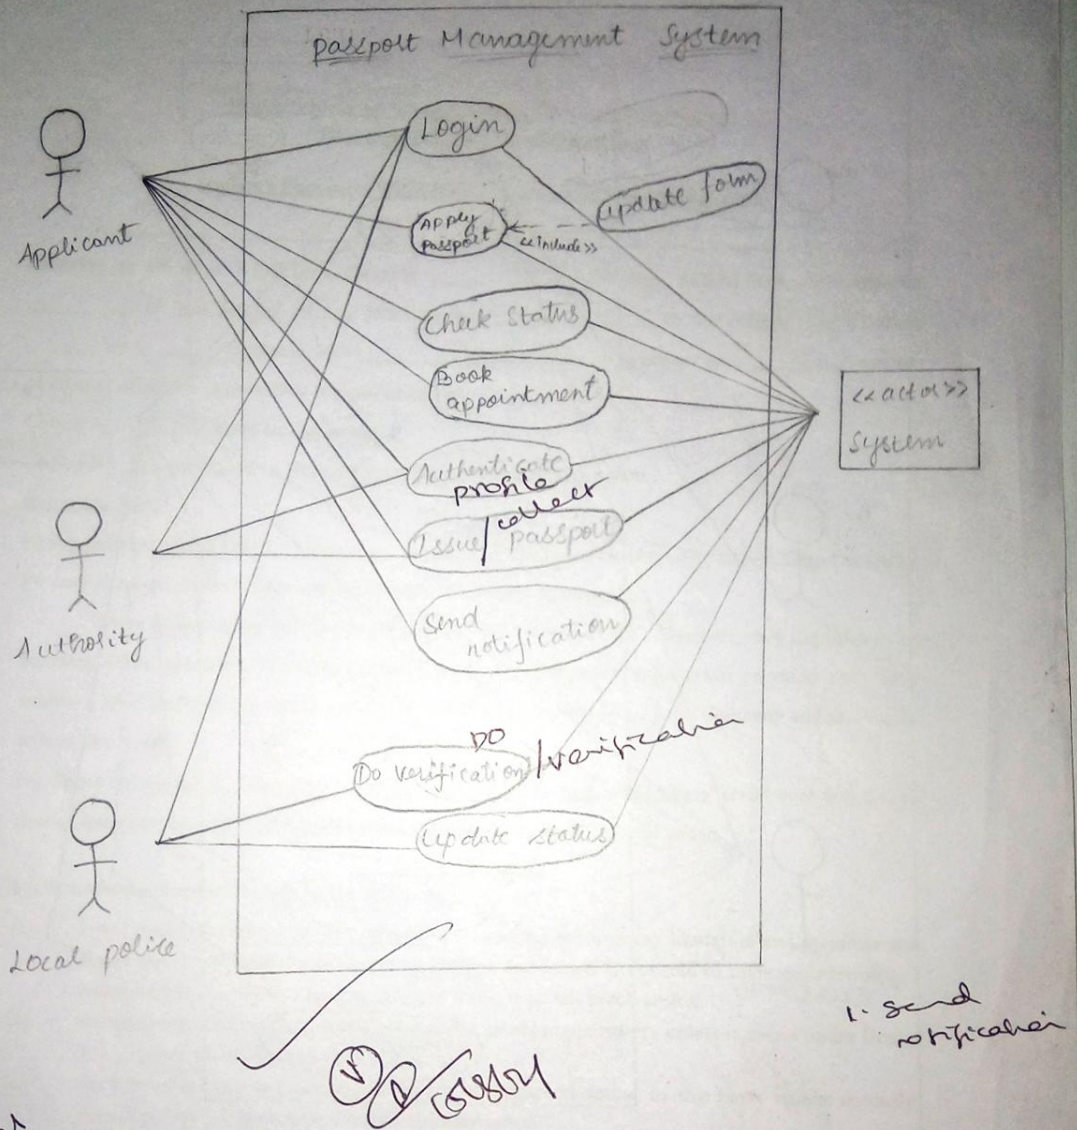 Passport Management System
Login
Update form
Apply
passport
<<include>>
Applicant
Check Status
Book
appointment
<<actor>>
System
Authenticate
profile
Issue/collect passport
Send
notification
Authority
DO
Do verification/verification
Update status
Local police
1. Send
notification